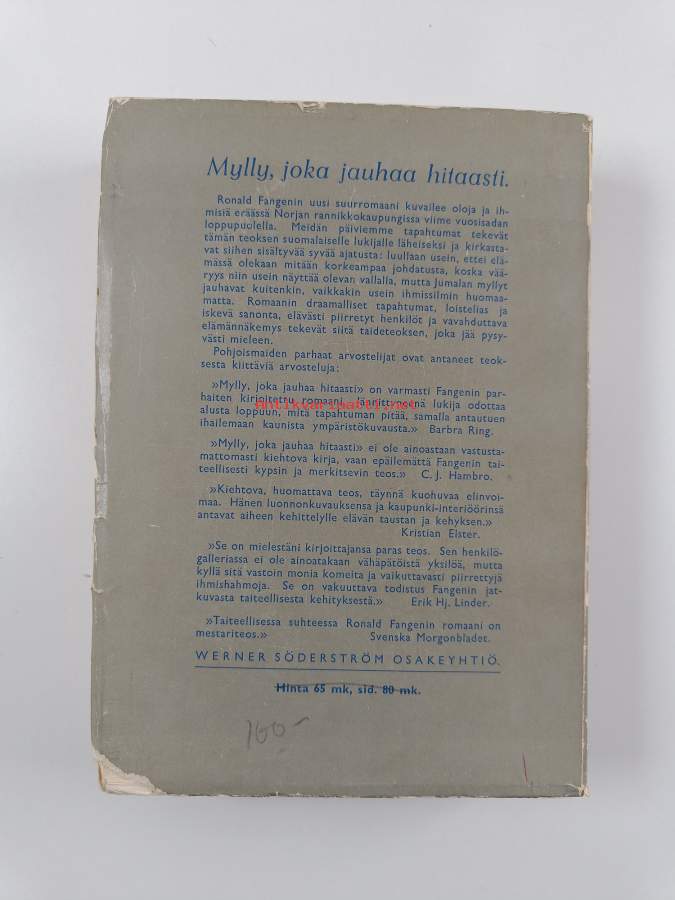 Mylly, joka jauhaa hitaasti.
Ronald Fangenin uusi suurromaani kuvailee oloja ja ih-
misiä eräässä Norjan rannikkokaupungissa viime vuosisadan
loppupuolella. Meidän päiviemme tapahtumat tekevät
tämän teoksen suomalaiselle lukijalle läheiseksi ja kirkasta-
vat siihen sisältyvää syvää ajatusta: luullaan usein, ettei elä-
mässä olekaan mitään korkeampaa johdatusta, koska vää-
ryys niin usein näyttää olevan vallalla, mutta Jumalan myllyt
jauhavat kuitenkin, vaikkakin usein ihmissilmin huomaa-
matta. Romaanin draamalliset tapahtumat, loistelias ja
iskevä sanonta, elävästi piirretyt henkilöt ja vavahduttava
elämännäkemys tekevät siitä taideteoksen, joka jää pysy-
västi mieleen.
Pohjoismaiden parhaat arvostelijat ovat antaneet teok-
sesta kiittäviä arvosteluja:
»Mylly, joka jauhaa hitaasti» on varmasti Fangenin par-
haiten kirjoitettu romaani. Jännittyneenä lukija odottaa
antikvaripaatti.net
alusta loppuun, mitä tapahtuman pitää, samalla antautuen
ihailemaan kaunista ympäristökuvausta.» Barbra Ring.
»Mylly, joka jauhaa hitaasti» ei ole ainoastaan vastusta-
mattomasti kiehtova kirja, vaan epäilemättä Fangenin tai-
teellisesti kypsin ja merkitsevin teos.» C. J. Hambro.
»Kiehtova, huomattava teos, täynnä kuohuvaa elinvoi-
maa. Hänen luonnonkuvauksensa ja kaupunki-interiöörinsä
antavat aiheen kehittelylle elävän taustan ja kehyksen.»
Kristian Elster.
»Se on mielestäni kirjoittajansa paras teos. Sen henkilö-
galleriassa ei ole ainoatakaan vähäpätöistä yksilöä, mutta
kyllä sitä vastoin monia komeita ja vaikuttavasti piirrettyjä
ihmishahmoja. Se on vakuuttava todistus Fangenin jat-
kuvasta taiteellisesta kehityksestä.» Erik Hj. Linder.
»Taiteellisessa suhteessa Ronald Fangenin romaani on
mestariteos.» Svenska Morgonbladet.
WERNER SÖDERSTRÖM OSAKEYHTIÖ.
Hinta 65 mk, sid. 80 mk.
160-